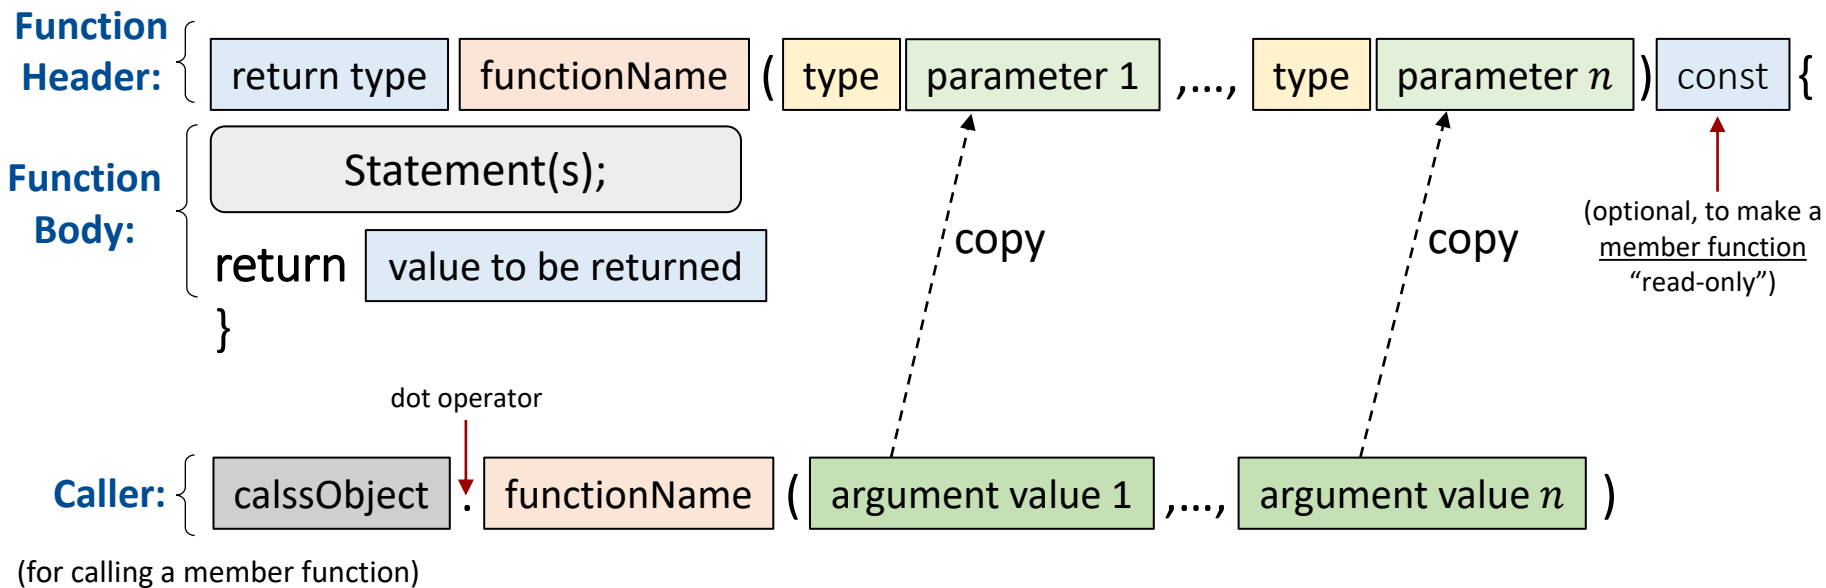 Function Header:
return type functionName ( type parameter 1 ,..., type parameter n ) const {
Function Body:
Statement(s);
return value to be returned
}
copy
copy
(optional, to make a
member function
“read-only”)
dot operator
Caller:
calssObject . functionName ( argument value 1 ,..., argument value n )
(for calling a member function)